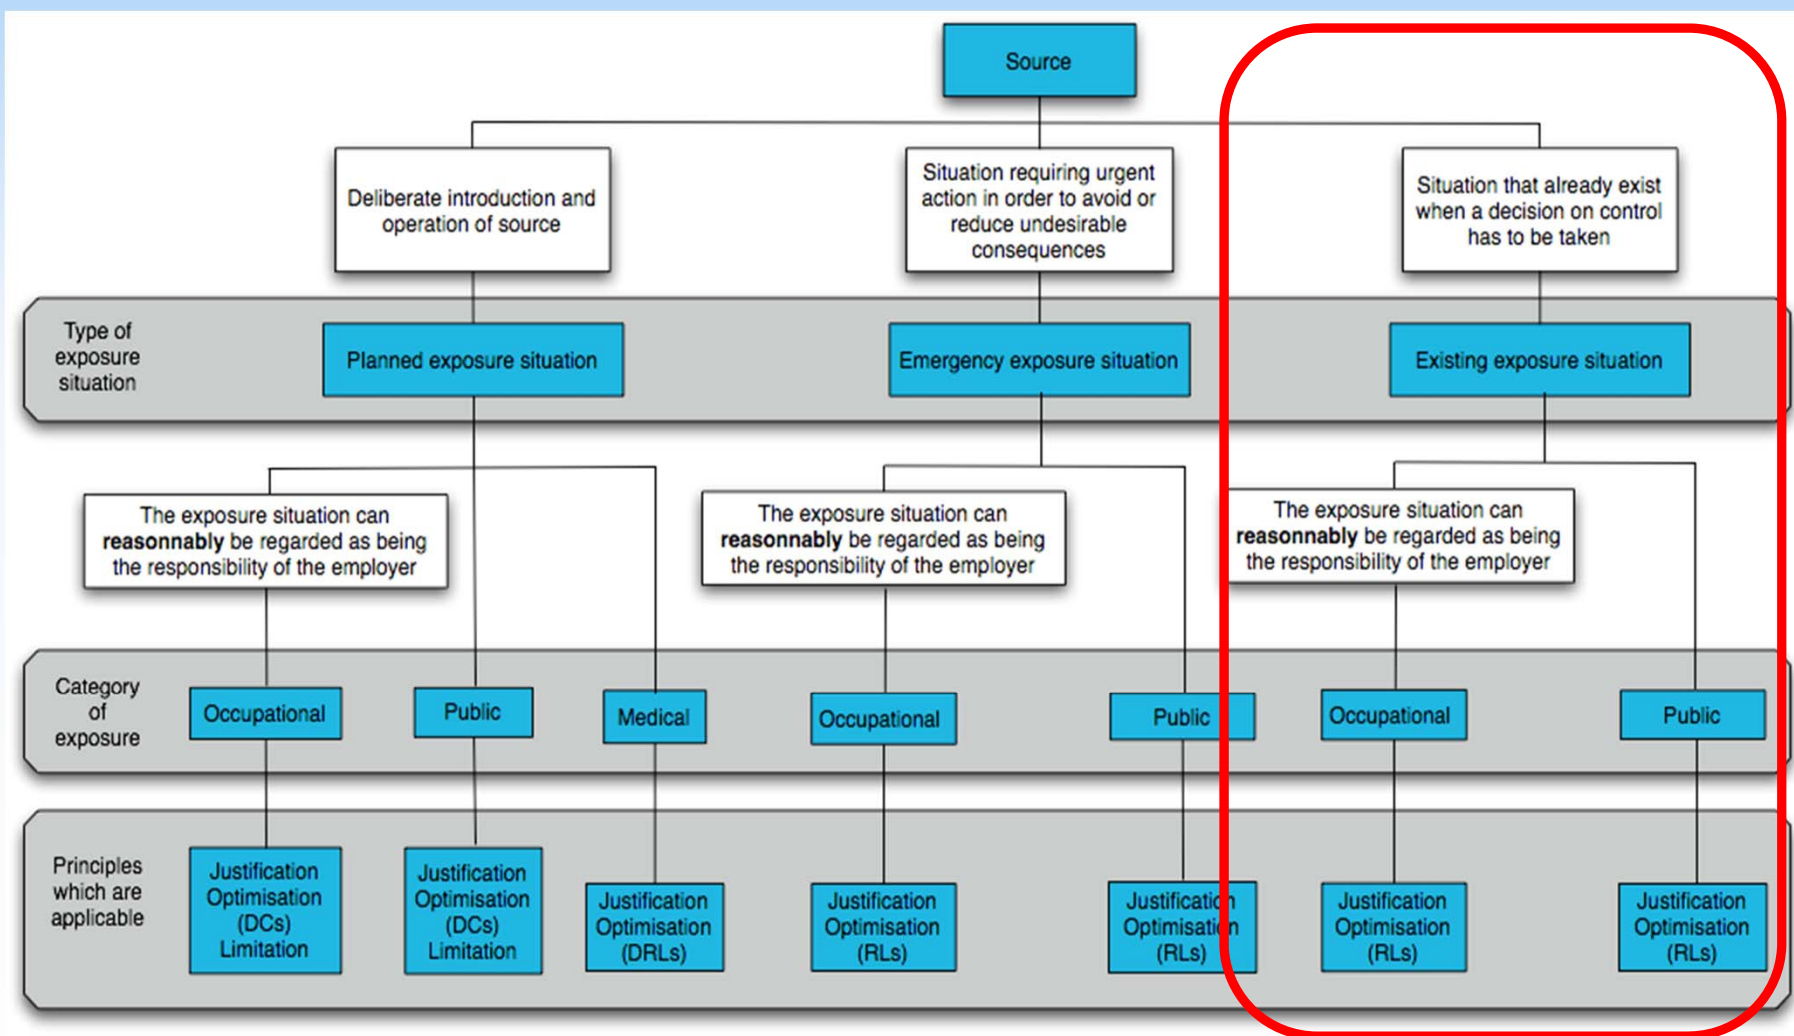 Source
Deliberate introduction and
operation of source
Situation requiring urgent
action in order to avoid or
reduce undesirable
consequences
Situation that already exist
when a decision on control
has to be taken
Type of
exposure
situation
Planned exposure situation
Emergency exposure situation
Existing exposure situation
The exposure situation can
reasonnably be regarded as being
the responsibility of the employer
The exposure situation can
reasonnably be regarded as being
the responsibility of the employer
The exposure situation can
reasonnably be regarded as being
the responsibility of the employer
Category
of
exposure
Occupational
Public
Medical
Occupational
Public
Occupational
Public
Principles
which are
applicable
Justification
Optimisation
(DCs)
Limitation
Justification
Optimisation
(DCs)
Limitation
Justification
Optimisation
(DRLs)
Justification
Optimisation
(RLs)
Justification
Optimisation
(RLs)
Justification
Optimisation
(RLs)
Justification
Optimisation
(RLs)